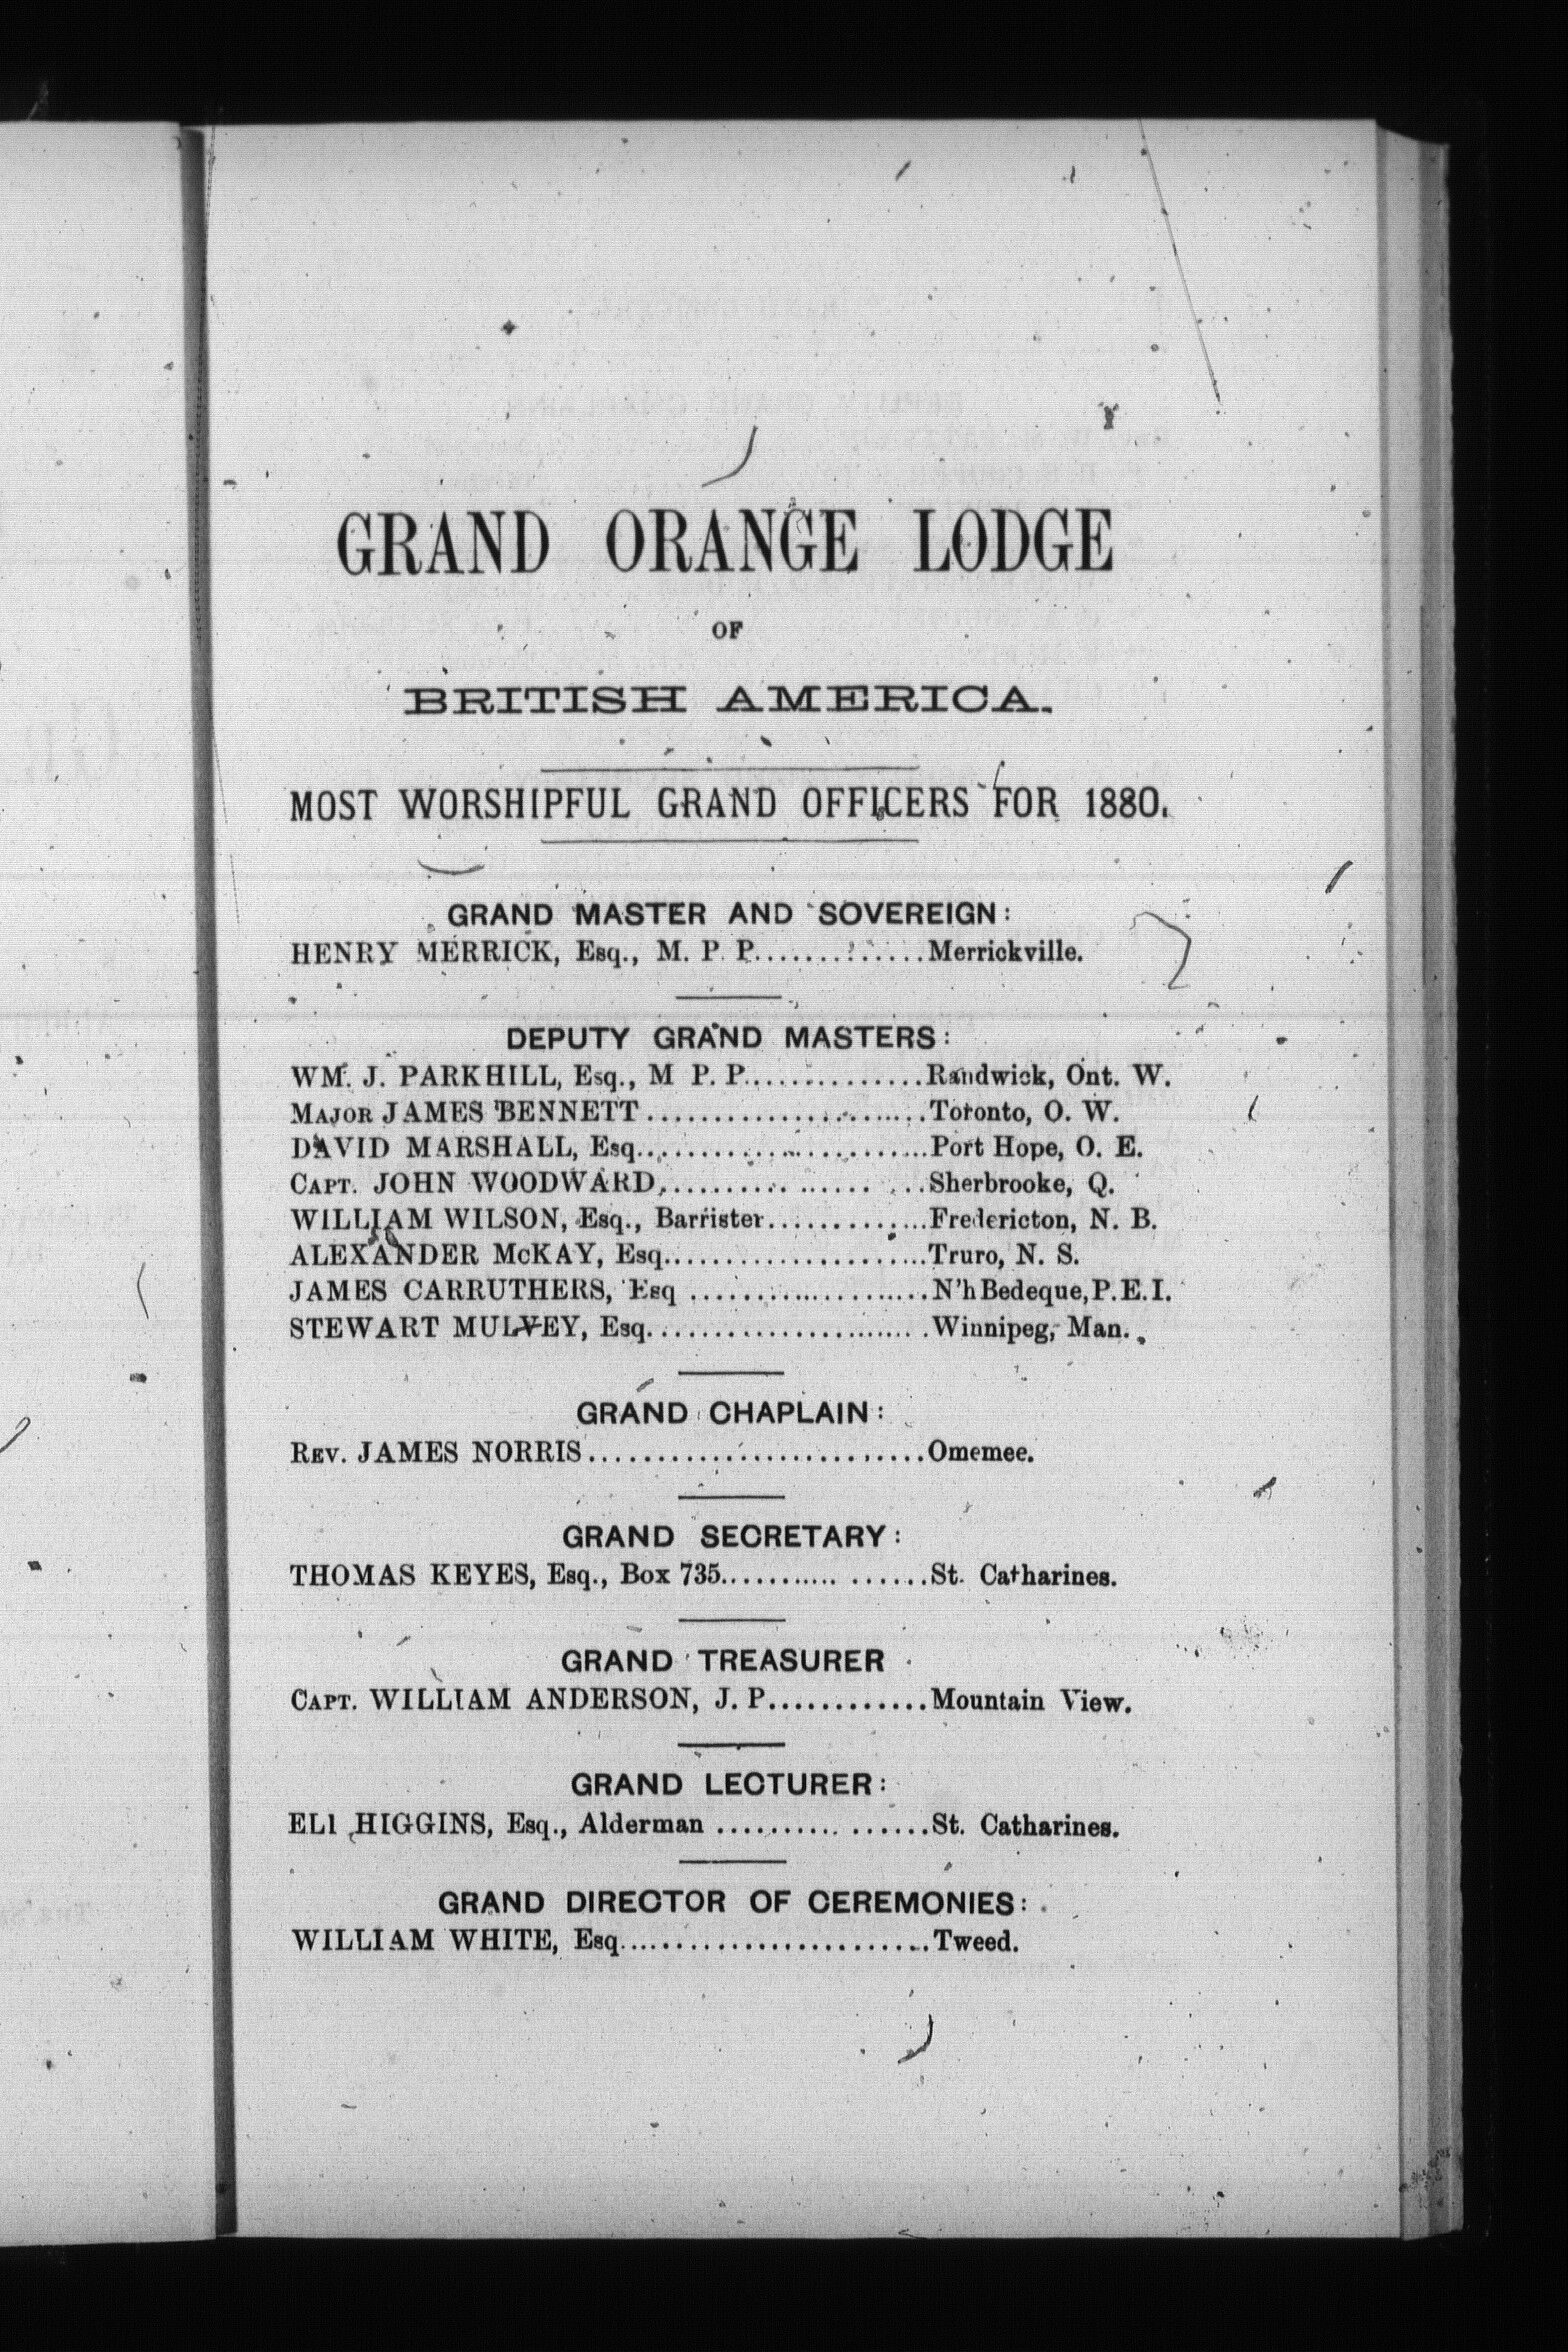 GRAND ORANGE LODGE
OF
BRITISH AMERICA.
MOST WORSHIPFUL GRAND OFFICERS FOR 1880.
GRAND MASTER AND SOVEREIGN:
HENRY MERRICK, Esq., M. P. P.............Merrickville.
DEPUTY GRAND MASTERS:
WM. J. PARKHILL, Esq., M P. P..............Randwick, Ont. W.
MAJOR JAMES BENNETT.....................Toronto, O. W.
DAVID MARSHALL, Esq......................Port Hope, O. E.
CAPT. JOHN WOODWARD,.................. ...Sherbrooke, Q.
WILLIAM WILSON, Esq., Barrister............Fredericton, N. B.
ALEXANDER McKAY, Esq....................Truro, N. S.
JAMES CARRUTHERS, Esq ..................N'h Bedeque, P. E. I.
STEWART MULVEY, Esq.....................Winnipeg, Man.
GRAND CHAPLAIN:
REV. JAMES NORRIS.........................Omemee.
GRAND SECRETARY:
THOMAS KEYES, Esq., Box 735........... ......St. Catharines.
GRAND TREASURER
CAPT. WILLIAM ANDERSON, J. P............Mountain View.
GRAND LECTURER:
ELI HIGGINS, Esq., Alderman ......... ......St. Catharines.
GRAND DIRECTOR OF CEREMONIES:
WILLIAM WHITE, Esq.......................Tweed.